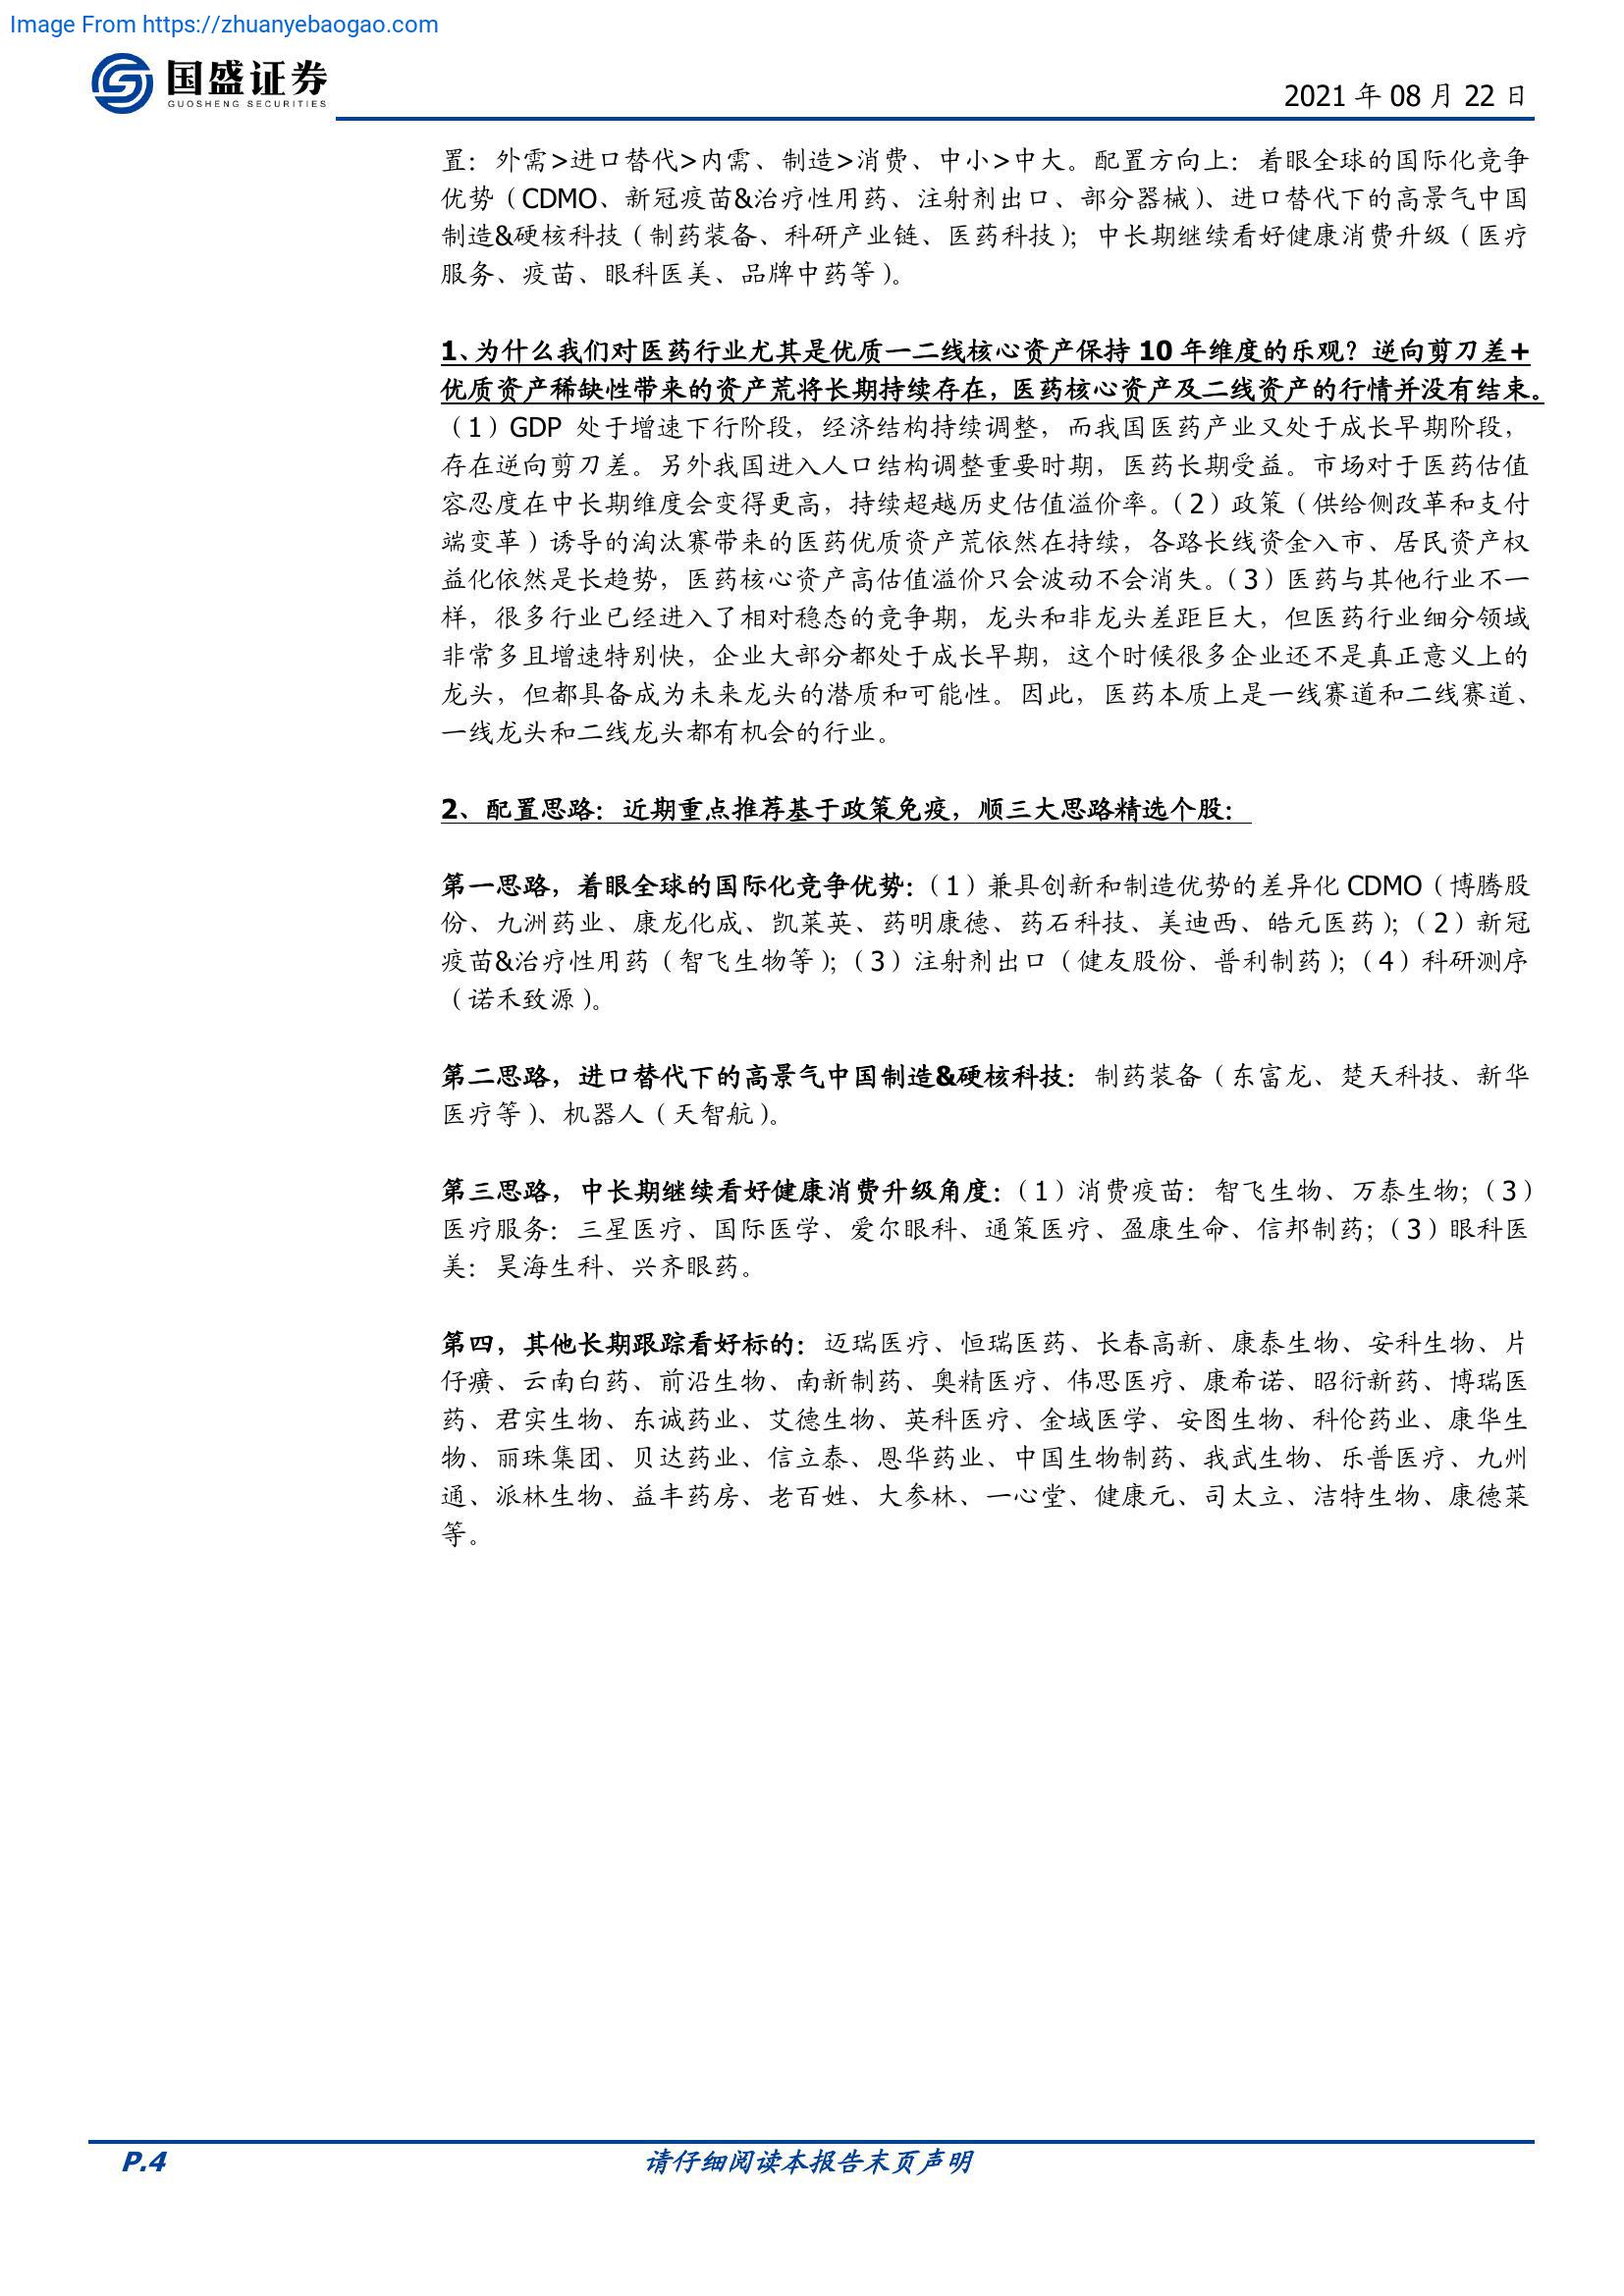 Image From https://zhuanyebaogao.com
国盛证券
GUOSHENG SECURITIES
2021 年 08 月 22 日
置：外需>进口替代>内需、制造>消费、中小>中大。配置方向上：着眼全球的国际化竞争
优势（CDMO、新冠疫苗&治疗性用药、注射剂出口、部分器械）、进口替代下的高景气中国
制造&硬核科技（制药装备、科研产业链、医药科技）；中长期继续看好健康消费升级（医疗
服务、疫苗、眼科医美、品牌中药等）。
1、为什么我们对医药行业尤其是优质一二线核心资产保持 10 年维度的乐观？逆向剪刀差+
优质资产稀缺性带来的资产荒将长期持续存在，医药核心资产及二线资产的行情并没有结束。
（1）GDP 处于增速下行阶段，经济结构持续调整，而我国医药产业又处于成长早期阶段，
存在逆向剪刀差。另外我国进入人口结构调整重要时期，医药长期受益。市场对于医药估值
容忍度在中长期维度会变得更高，持续超越历史估值溢价率。（2）政策（供给侧改革和支付
端变革）诱导的淘汰赛带来的医药优质资产荒依然在持续，各路长线资金入市、居民资产权
益化依然是长趋势，医药核心资产高估值溢价只会波动不会消失。（3）医药与其他行业不一
样，很多行业已经进入了相对稳态的竞争期，龙头和非龙头差距巨大，但医药行业细分领域
非常多且增速特别快，企业大部分都处于成长早期，这个时候很多企业还不是真正意义上的
龙头，但都具备成为未来龙头的潜质和可能性。因此，医药本质上是一线赛道和二线赛道、
一线龙头和二线龙头都有机会的行业。
2、配置思路：近期重点推荐基于政策免疫，顺三大思路精选个股：
第一思路，着眼全球的国际化竞争优势：（1）兼具创新和制造优势的差异化 CDMO（博腾股
份、九洲药业、康龙化成、凯莱英、药明康德、药石科技、美迪西、皓元医药）；（2）新冠
疫苗&治疗性用药（智飞生物等）；（3）注射剂出口（健友股份、普利制药）；（4）科研测序
（诺禾致源）。
第二思路，进口替代下的高景气中国制造&硬核科技：制药装备（东富龙、楚天科技、新华
医疗等）、机器人（天智航）。
第三思路，中长期继续看好健康消费升级角度：（1）消费疫苗：智飞生物、万泰生物；（3）
医疗服务：三星医疗、国际医学、爱尔眼科、通策医疗、盈康生命、信邦制药；（3）眼科医
美：昊海生科、兴齐眼药。
第四，其他长期跟踪看好标的：迈瑞医疗、恒瑞医药、长春高新、康泰生物、安科生物、片
仔癀、云南白药、前沿生物、南新制药、奥精医疗、伟思医疗、康希诺、昭衍新药、博瑞医
药、君实生物、东诚药业、艾德生物、英科医疗、金域医学、安图生物、科伦药业、康华生
物、丽珠集团、贝达药业、信立泰、恩华药业、中国生物制药、我武生物、乐普医疗、九州
通、派林生物、益丰药房、老百姓、大参林、一心堂、健康元、司太立、洁特生物、康德莱
等。
P.4
请仔细阅读本报告末页声明